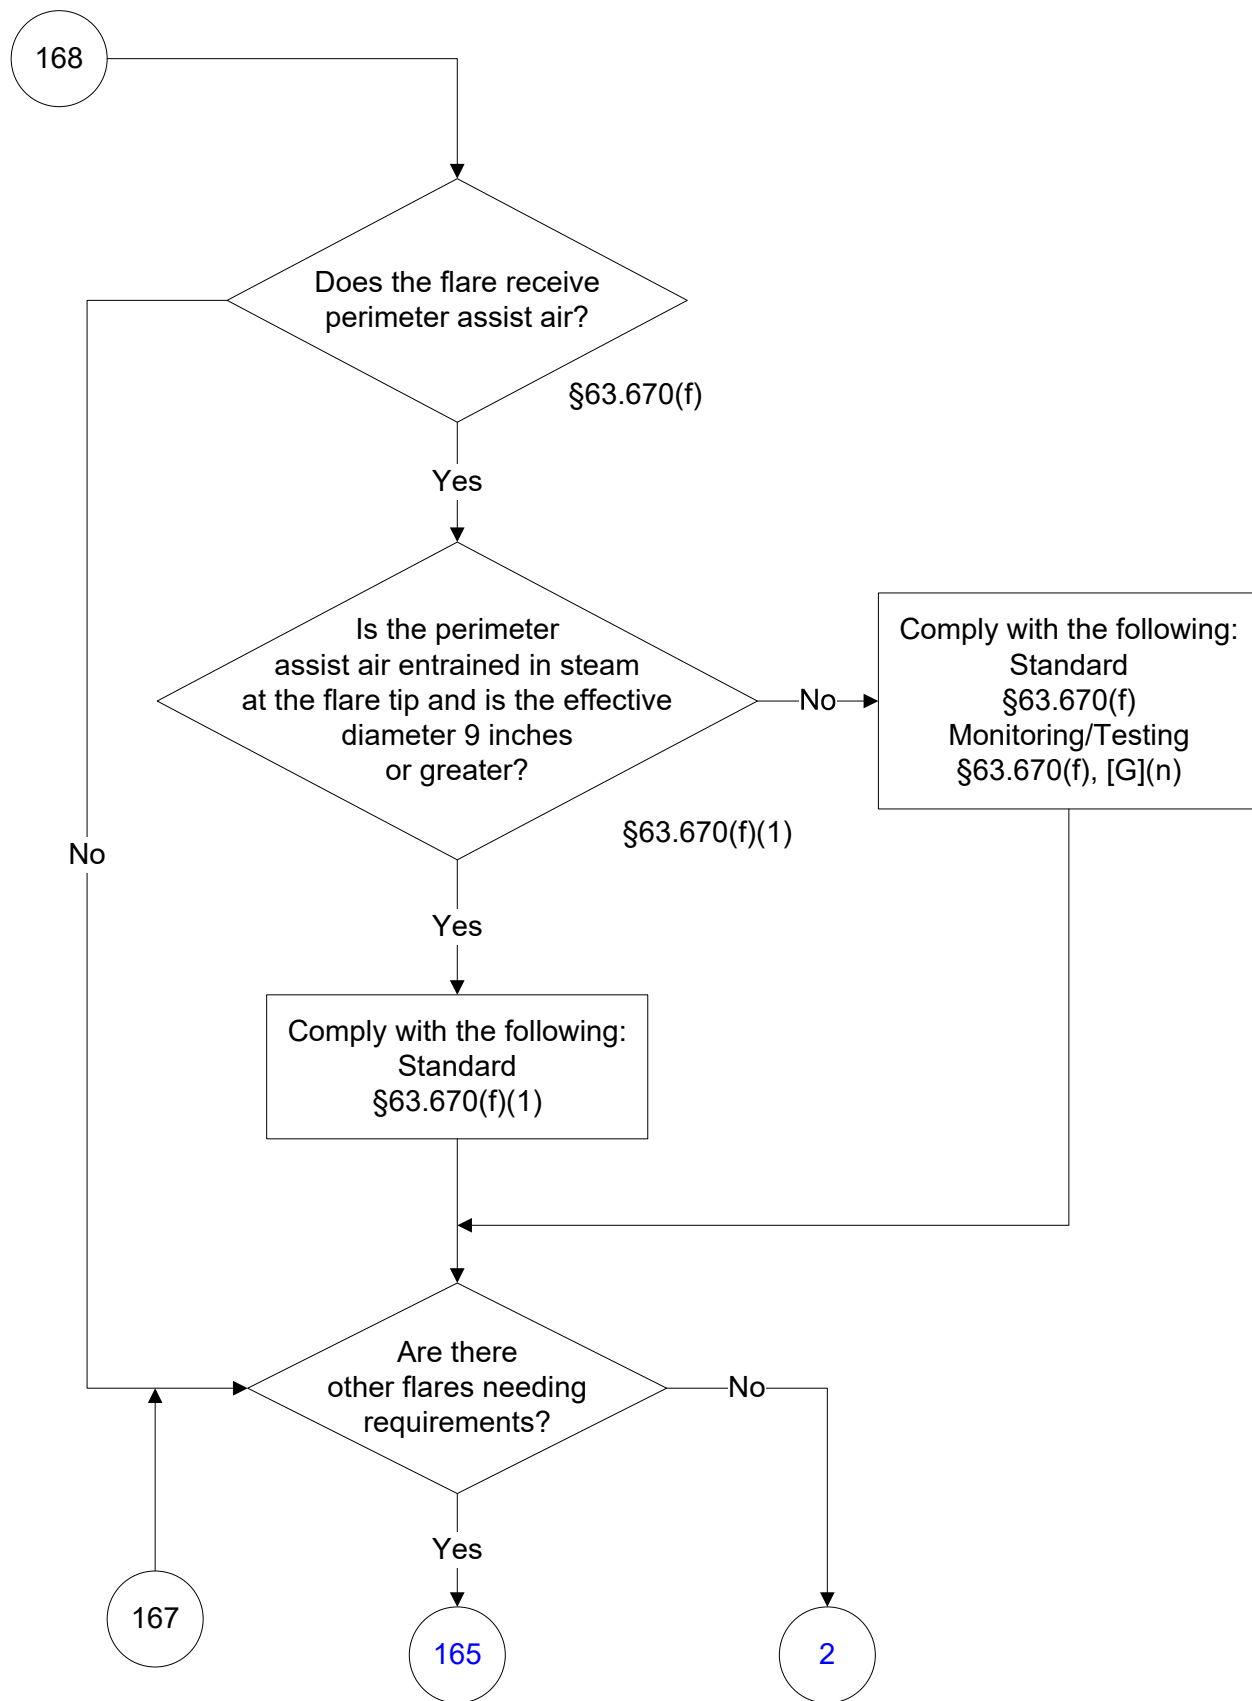 168
Does the flare receive
perimeter assist air?
§63.670(f)
Yes
Is the perimeter
assist air entrained in steam
at the flare tip and is the effective
diameter 9 inches
or greater?
No
Comply with the following:
Standard
§63.670(f)
Monitoring/Testing
§63.670(f), [G](n)
§63.670(f)(1)
No
Yes
Comply with the following:
Standard
§63.670(f)(1)
Are there
other flares needing
requirements?
No
Yes
167
165
2